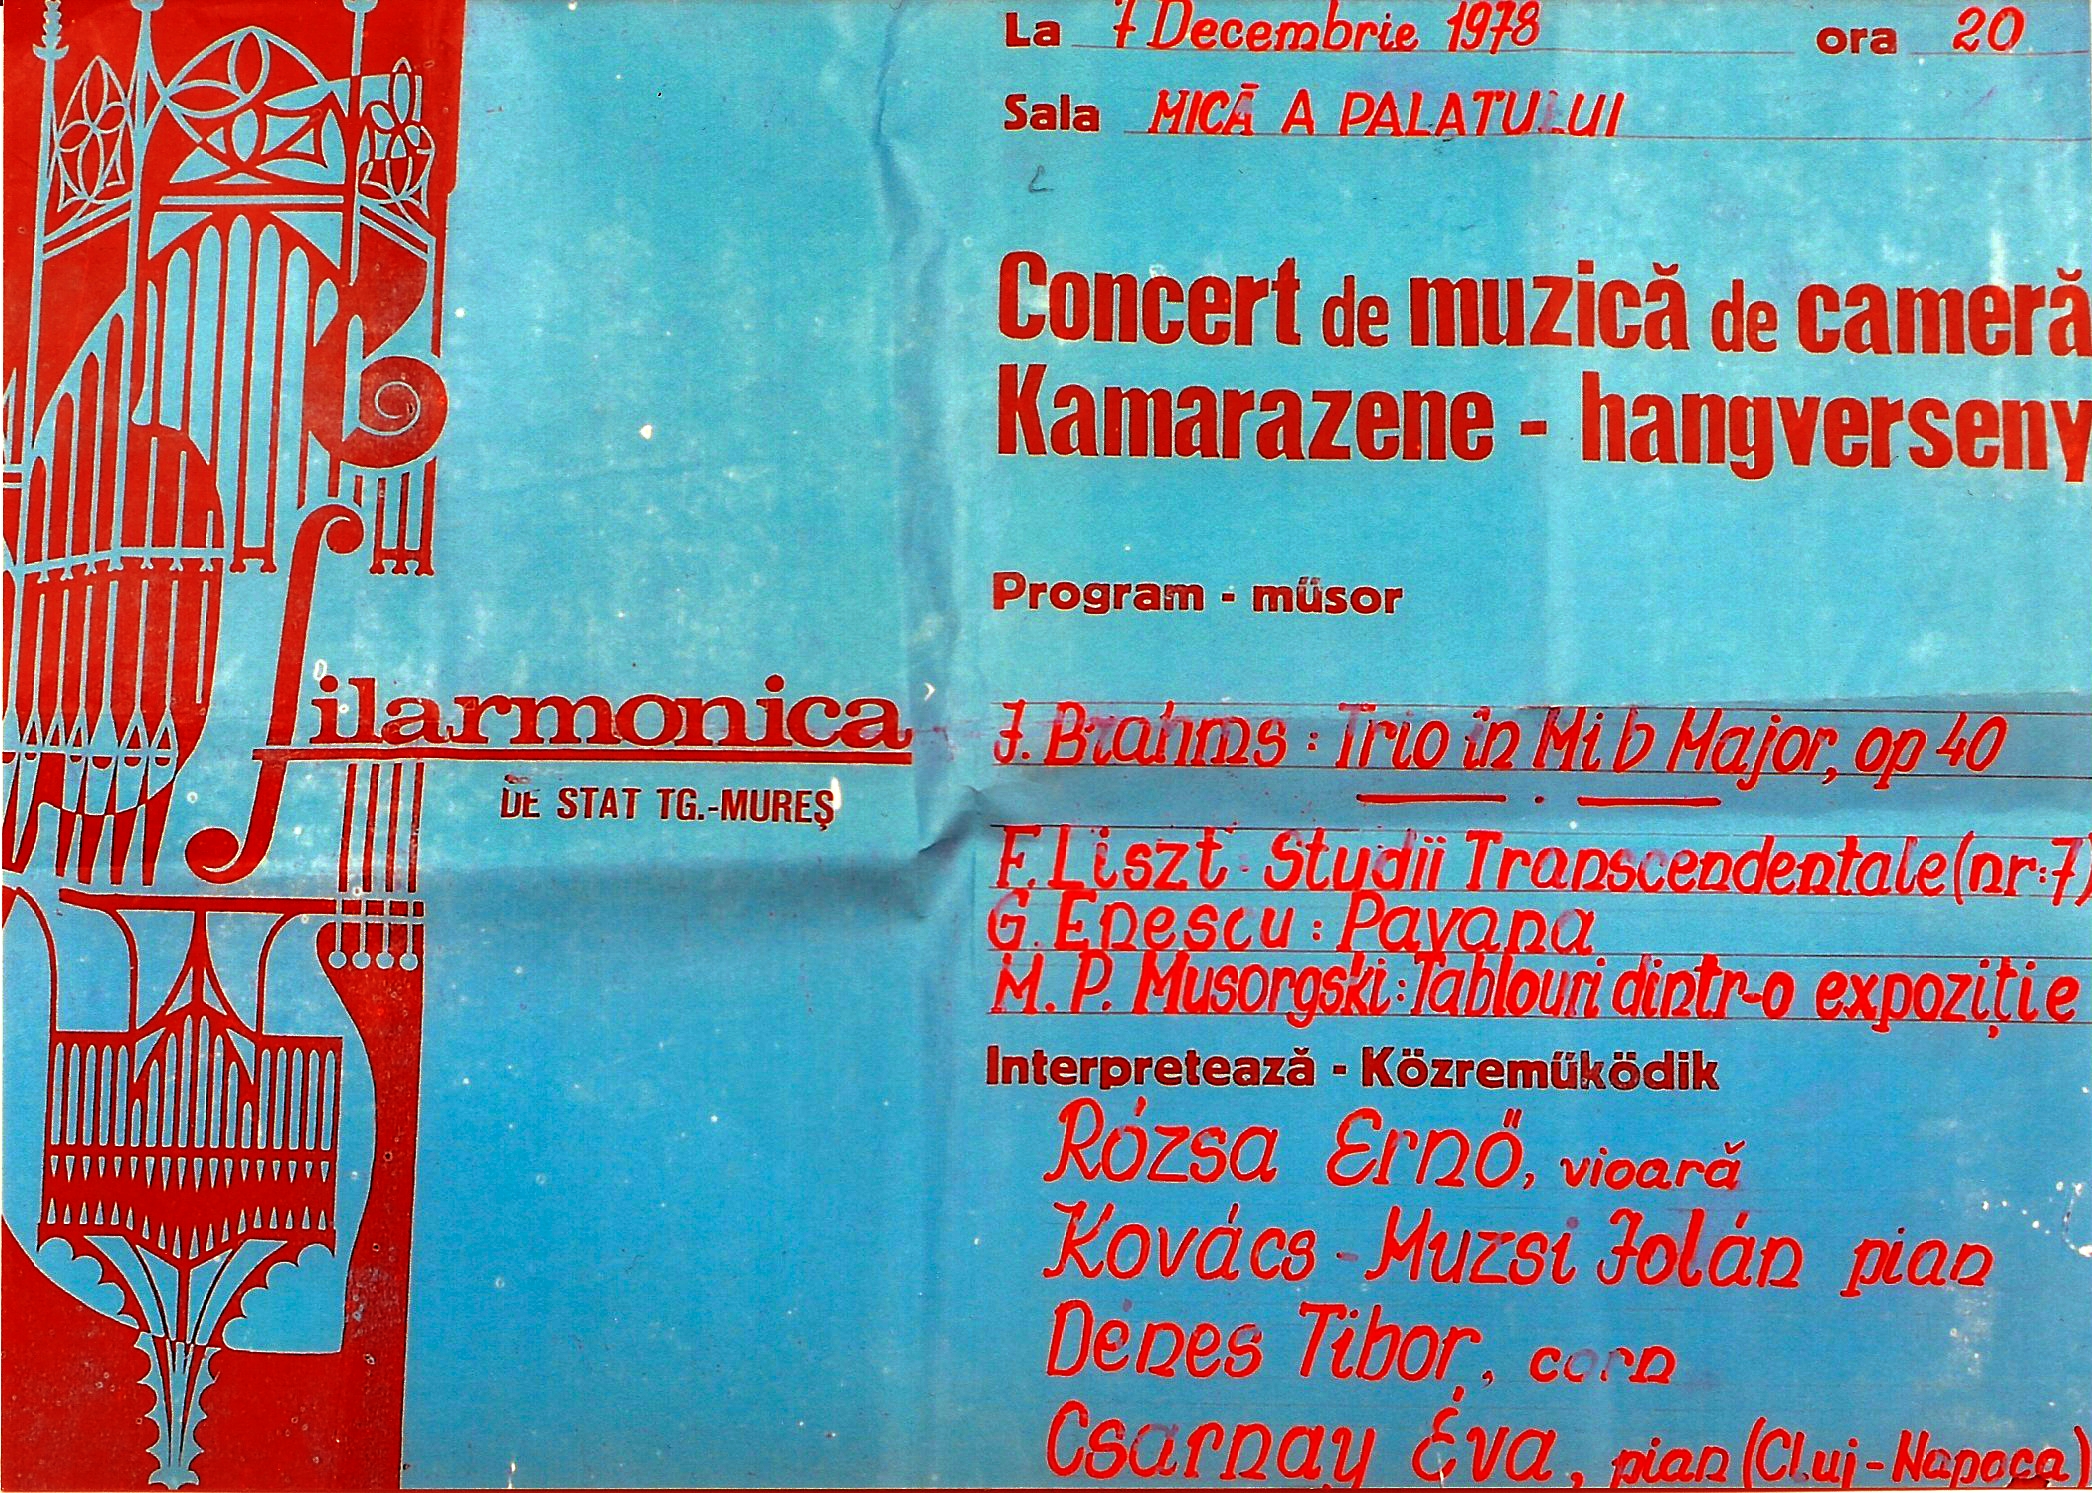 La 7 Decembrie 1978 ora 20
Sala MICĂ A PALATULUI
Concert de muzică de cameră
Kamarazene - hangverseny
Program - műsor
filarmonica
DE STAT TG.-MUREȘ
J. Brahms : Trio în Mi b Major, op 40
F. Liszt : Studii Transcendentale (nr:7)
G. Enescu : Pavana
M. P. Musorgski : Tablouri dintr-o expoziție
Interpretează - Közreműködik
Rózsa Ernő, vioară
Kovács - Muzsi Jolán pian
Dénes Tibor, corn
Csarnay Éva, pian (Cluj - Napoca)